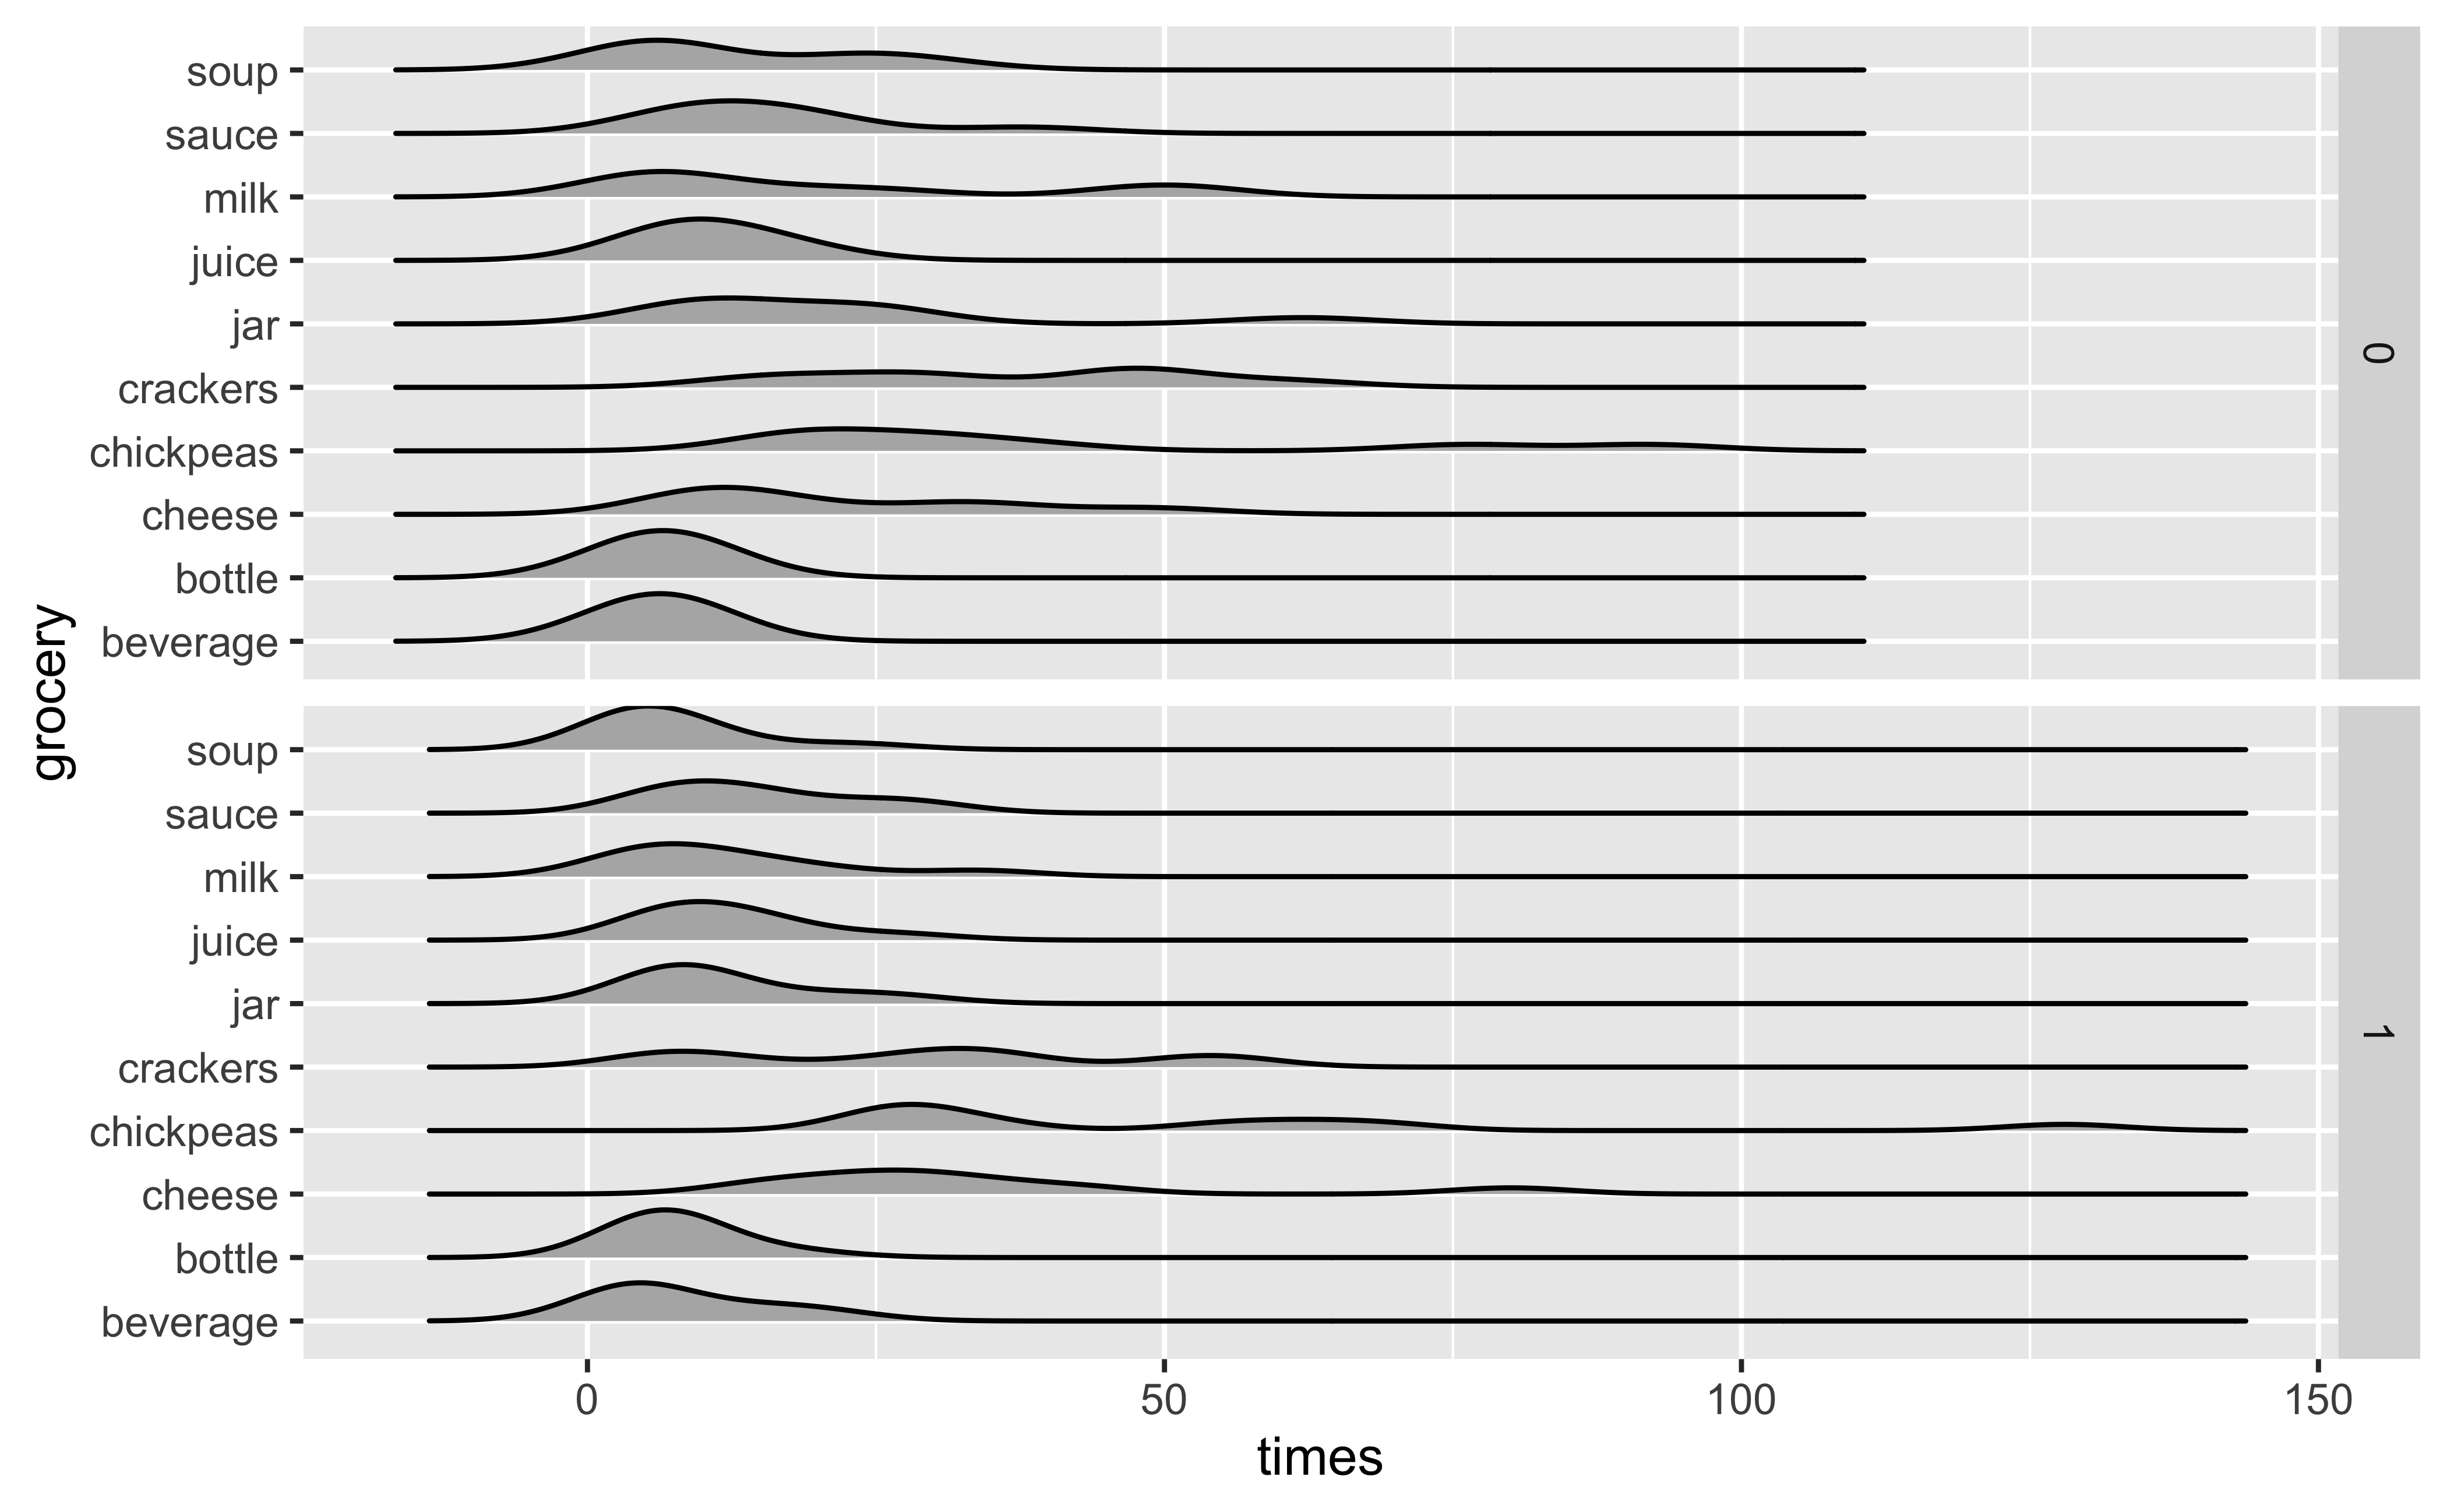 soup
sauce
milk
juice
jar
crackers
chickpeas
cheese
bottle
beverage
0
grocery
soup
sauce
milk
juice
jar
crackers
chickpeas
cheese
bottle
beverage
1
0 50 100 150
times